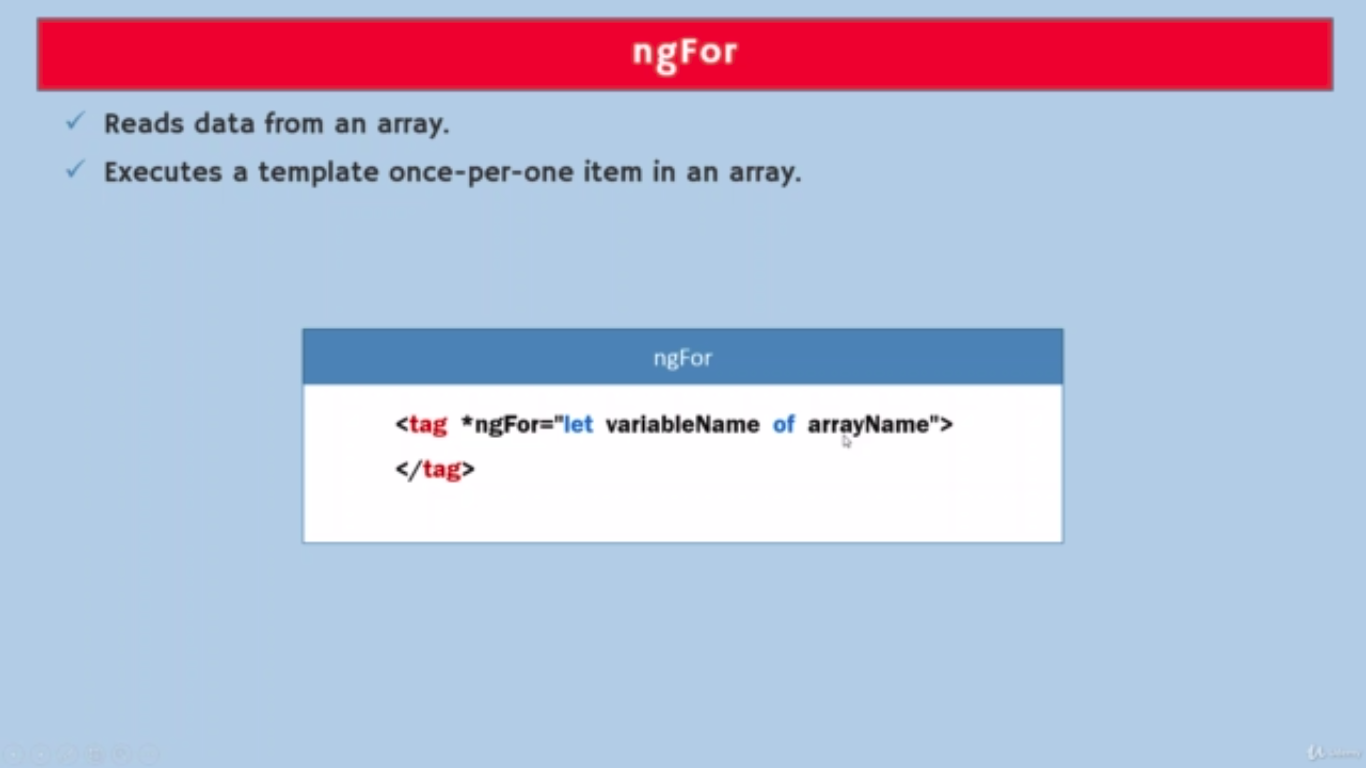 ngFor
Reads data from an array.
Executes a template once-per-one item in an array.
ngFor
<tag *ngFor="let variableName of arrayName">
</tag>